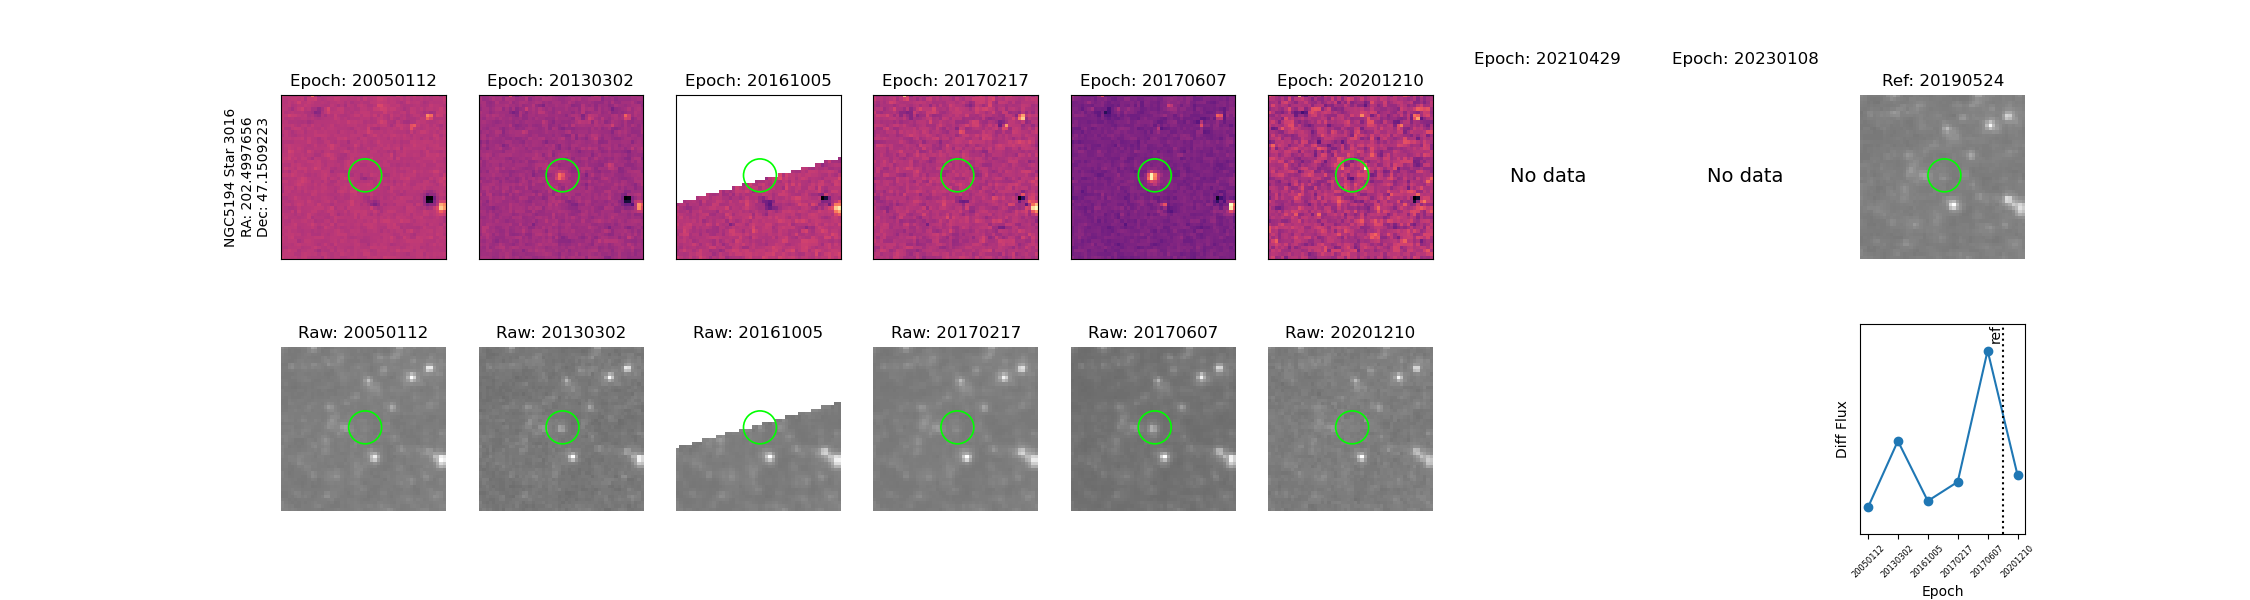 Epoch: 20050112
Epoch: 20130302
Epoch: 20161005
Epoch: 20170217
Epoch: 20170607
Epoch: 20201210
Epoch: 20210429
Epoch: 20230108
Ref: 20190524
NGC5194 Star 3016
RA: 202.4997656
Dec: 47.1509223
No data
No data
Raw: 20050112
Raw: 20130302
Raw: 20161005
Raw: 20170217
Raw: 20170607
Raw: 20201210
ref
Diff Flux
20050112
20130302
20161005
20170217
20170607
20201210
Epoch